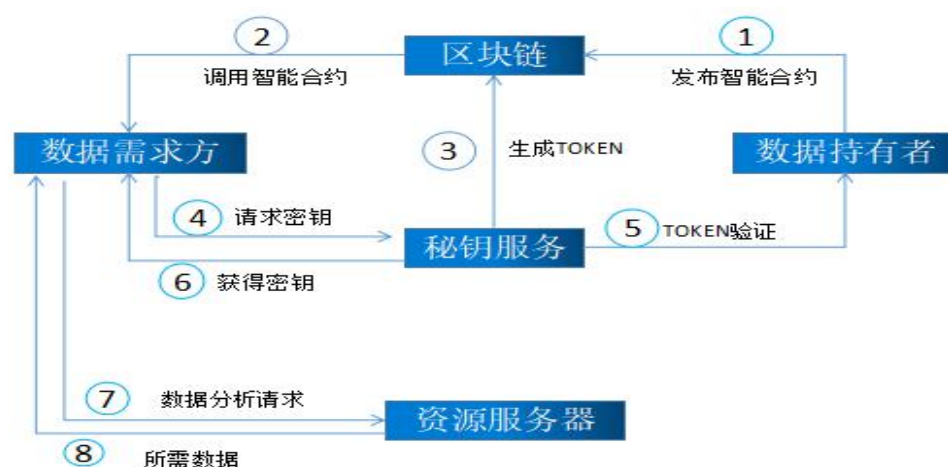 ② 区块链 ①
调用智能合约 发布智能合约
数据需求方 ③ 生成TOKEN 数据持有者
④ 请求密钥 秘钥服务 ⑤ TOKEN验证
⑥ 获得密钥
⑦ 数据分析请求 资源服务器
⑧ 所需数据